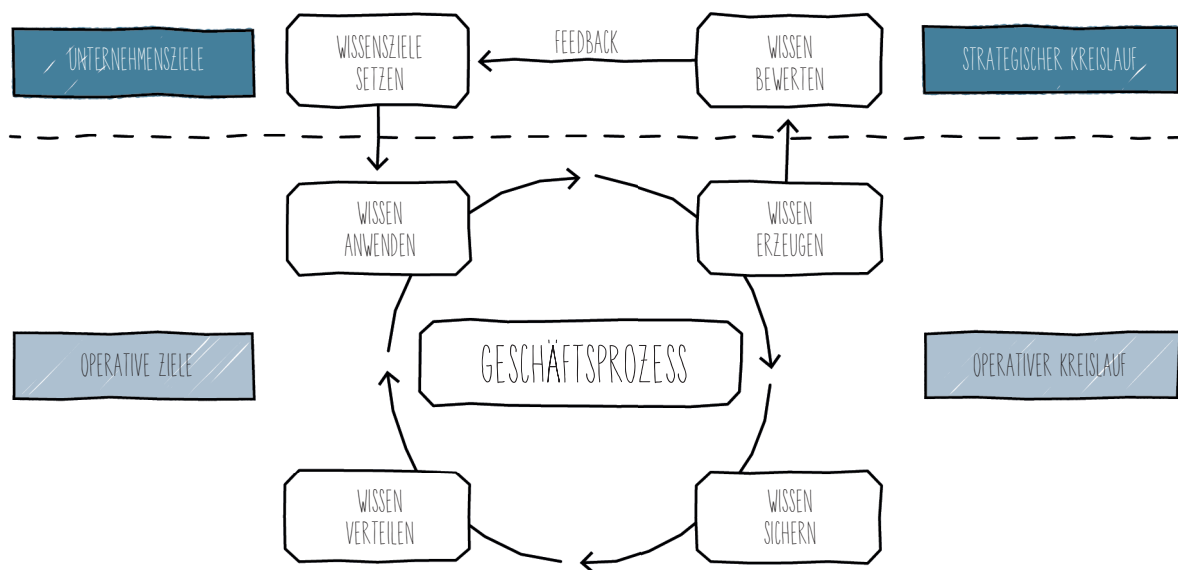 UNTERNEHMENSZIELE
WISSENSZIELE
SETZEN
FEEDBACK
WISSEN
BEWERTEN
STRATEGISCHER KREISLAUF
WISSEN
ANWENDEN
WISSEN
ERZEUGEN
OPERATIVE ZIELE
GESCHÄFTSPROZESS
OPERATIVER KREISLAUF
WISSEN
VERTEILEN
WISSEN
SICHERN